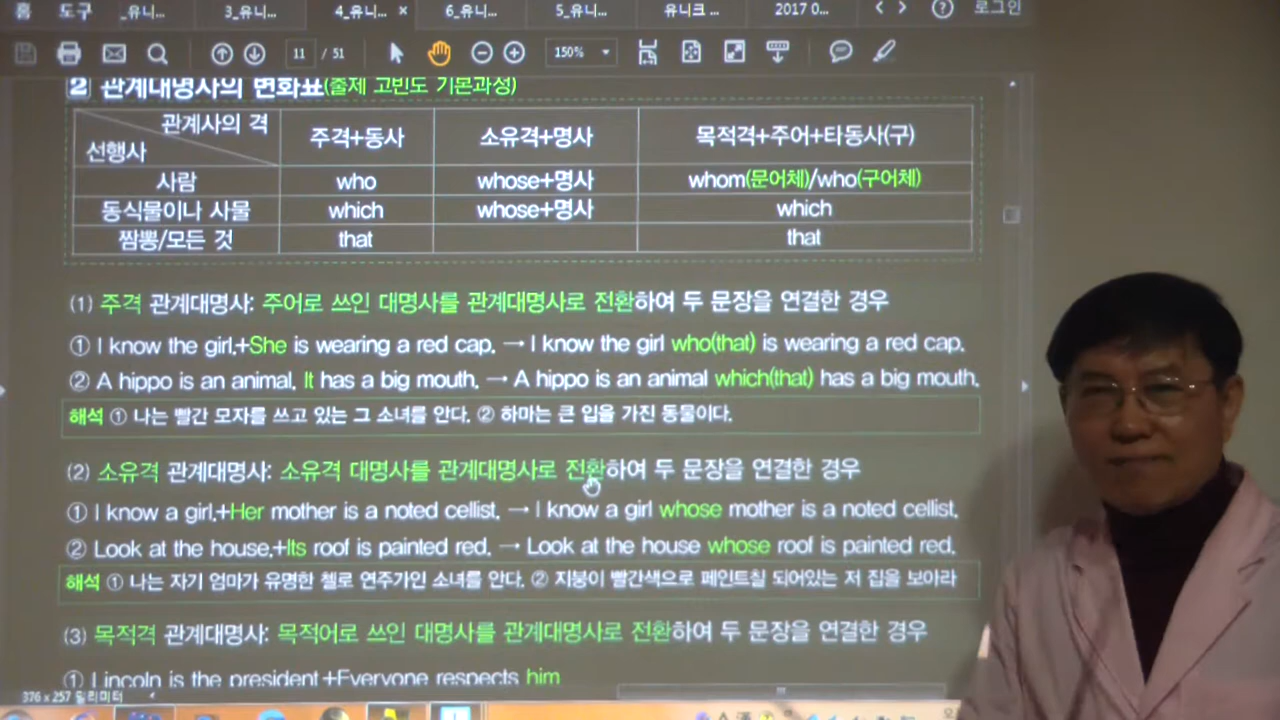 홈 도구 _유니... 3_유니... 4_유니... × 6_유니... 5_유니... 유니크 ... 2017 0... 로그인
11 / 51 150%
2 관계대명사의 변화표(출제 고빈도 기본과성)
관계사의 격
선행사
주격+동사 소유격+명사 목적격+주어+타동사(구)
사람 who whose+명사 whom(문어체)/who(구어체)
동식물이나 사물 which whose+명사 which
짬뽕/모든 것 that that
(1) 주격 관계대명사: 주어로 쓰인 대명사를 관계대명사로 전환하여 두 문장을 연결한 경우
① I know the girl.+She is wearing a red cap. → I know the girl who(that) is wearing a red cap.
② A hippo is an animal. It has a big mouth. → A hippo is an animal which(that) has a big mouth.
해석 ① 나는 빨간 모자를 쓰고 있는 그 소녀를 안다. ② 하마는 큰 입을 가진 동물이다.
(2) 소유격 관계대명사: 소유격 대명사를 관계대명사로 전환하여 두 문장을 연결한 경우
① I know a girl.+Her mother is a noted cellist. → I know a girl whose mother is a noted cellist.
② Look at the house.+Its roof is painted red. → Look at the house whose roof is painted red.
해석 ① 나는 자기 엄마가 유명한 첼로 연주가인 소녀를 안다. ② 지붕이 빨간색으로 페인트칠 되어있는 저 집을 보아라
(3) 목적격 관계대명사: 목적어로 쓰인 대명사를 관계대명사로 전환하여 두 문장을 연결한 경우
① Lincoln is the president+Everyone respects him
376 x 257 밀리미터